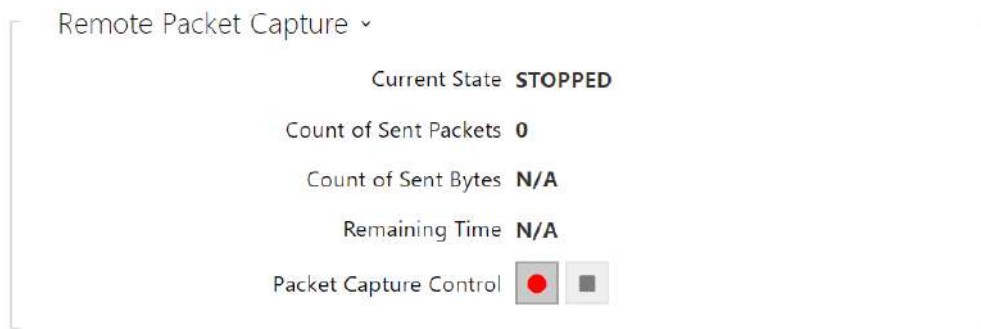 Remote Packet Capture
Current State STOPPED
Count of Sent Packets 0
Count of Sent Bytes N/A
Remaining Time N/A
Packet Capture Control